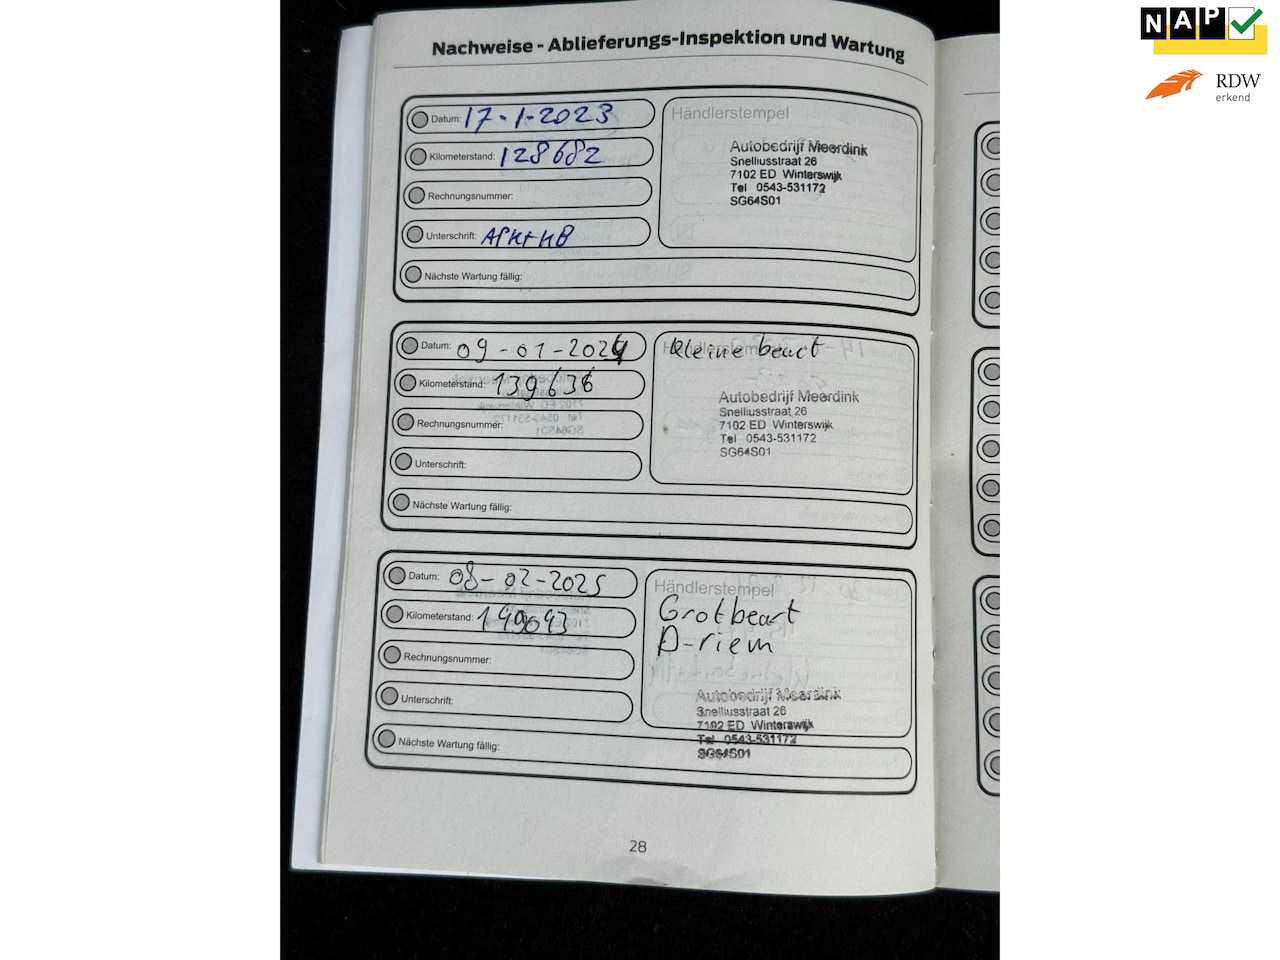 NAP
RDW
erkend
Nachweise - Ablieferungs-Inspektion und Wartung
Datum: 17-1-2023
Kilometerstand: 128682
Rechnungsnummer:
Unterschrift: APK+KB
Nächste Wartung fällig:
Händlerstempel
Autobedrijf Meerdink
Snelliusstraat 26
7102 ED Winterswijk
Tel 0543-531172
SG64S01
Datum: 09-01-2024
Kilometerstand: 139636
Rechnungsnummer:
Unterschrift:
Nächste Wartung fällig:
Händlerstempel
Kleine beurt
Autobedrijf Meerdink
Snelliusstraat 26
7102 ED Winterswijk
Tel 0543-531172
SG64S01
Datum: 08-02-2025
Kilometerstand: 149093
Rechnungsnummer:
Unterschrift:
Nächste Wartung fällig:
Händlerstempel
Grotbeurt
D-riem
Autobedrijf Meerdink
Snelliusstraat 26
7102 ED Winterswijk
Tel 0543-531172
SG64S01
28